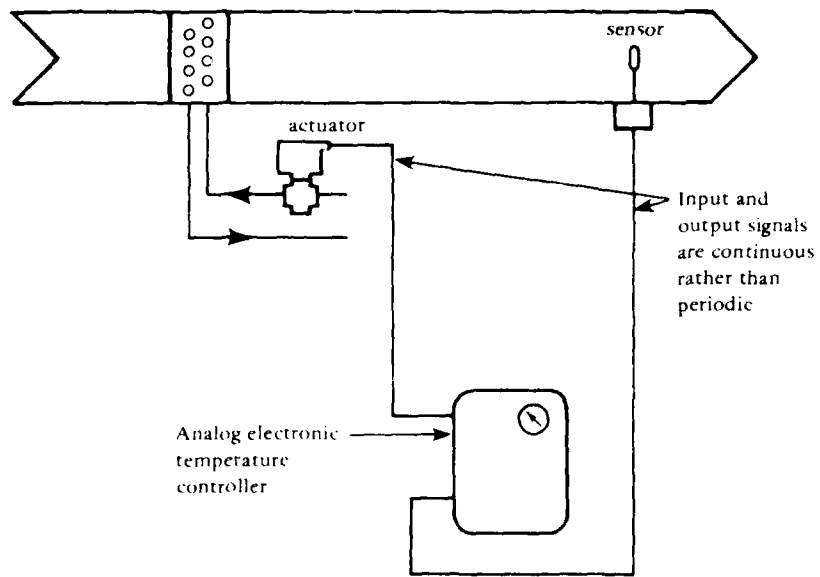 sensor
actuator
Input and
output signals
are continuous
rather than
periodic
Analog electronic
temperature
controller